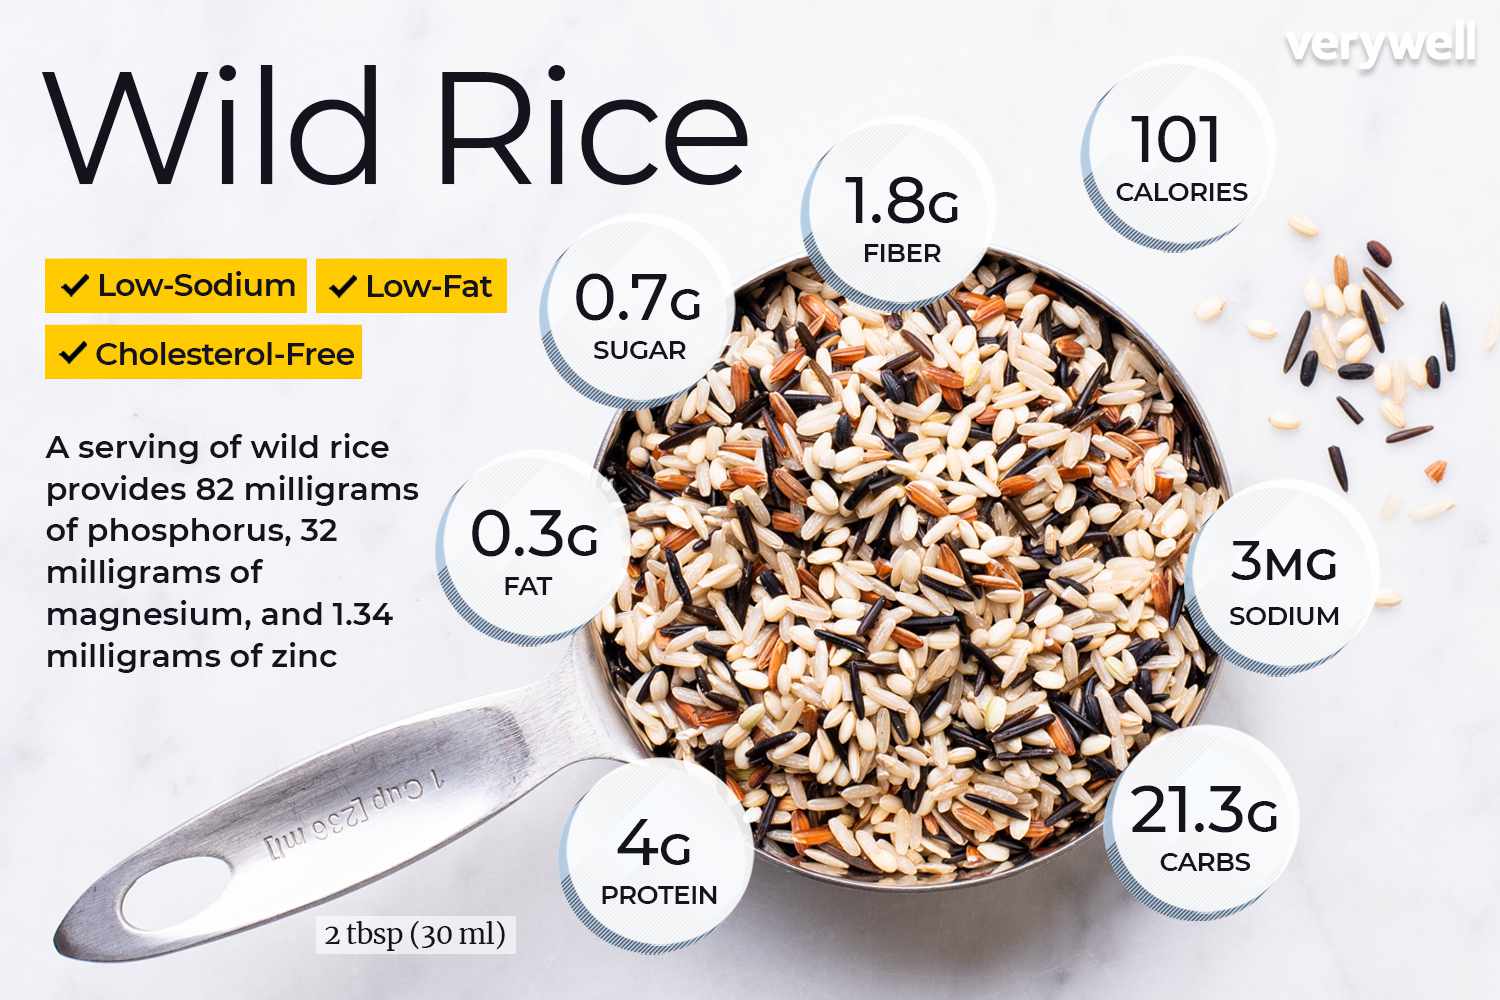 verywell
Wild Rice
Low-Sodium
Low-Fat
Cholesterol-Free
A serving of wild rice
provides 82 milligrams
of phosphorus, 32
milligrams of
magnesium, and 1.34
milligrams of zinc
101
CALORIES
1.8G
FIBER
0.7G
SUGAR
0.3G
FAT
3MG
SODIUM
21.3G
CARBS
4G
PROTEIN
1 Cup [236 ml]
2 tbsp (30 ml)